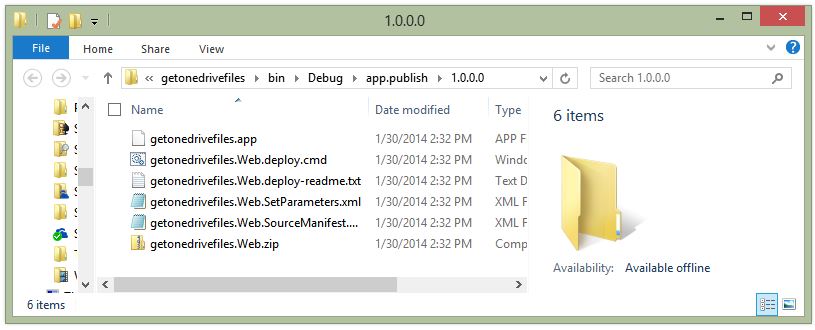 1.0.0.0
File Home Share View
« getonedrivefiles bin Debug app.publish 1.0.0.0 Search 1.0.0.0
Name Date modified Type
getonedrivefiles.app 1/30/2014 2:32 PM APP F
getonedrivefiles.Web.deploy.cmd 1/30/2014 2:32 PM Windo
getonedrivefiles.Web.deploy-readme.txt 1/30/2014 2:32 PM Text D
getonedrivefiles.Web.SetParameters.xml 1/30/2014 2:32 PM XML F
getonedrivefiles.Web.SourceManifest.... 1/30/2014 2:32 PM XML F
getonedrivefiles.Web.zip 1/30/2014 2:32 PM Comp
6 items
Availability: Available offline
6 items